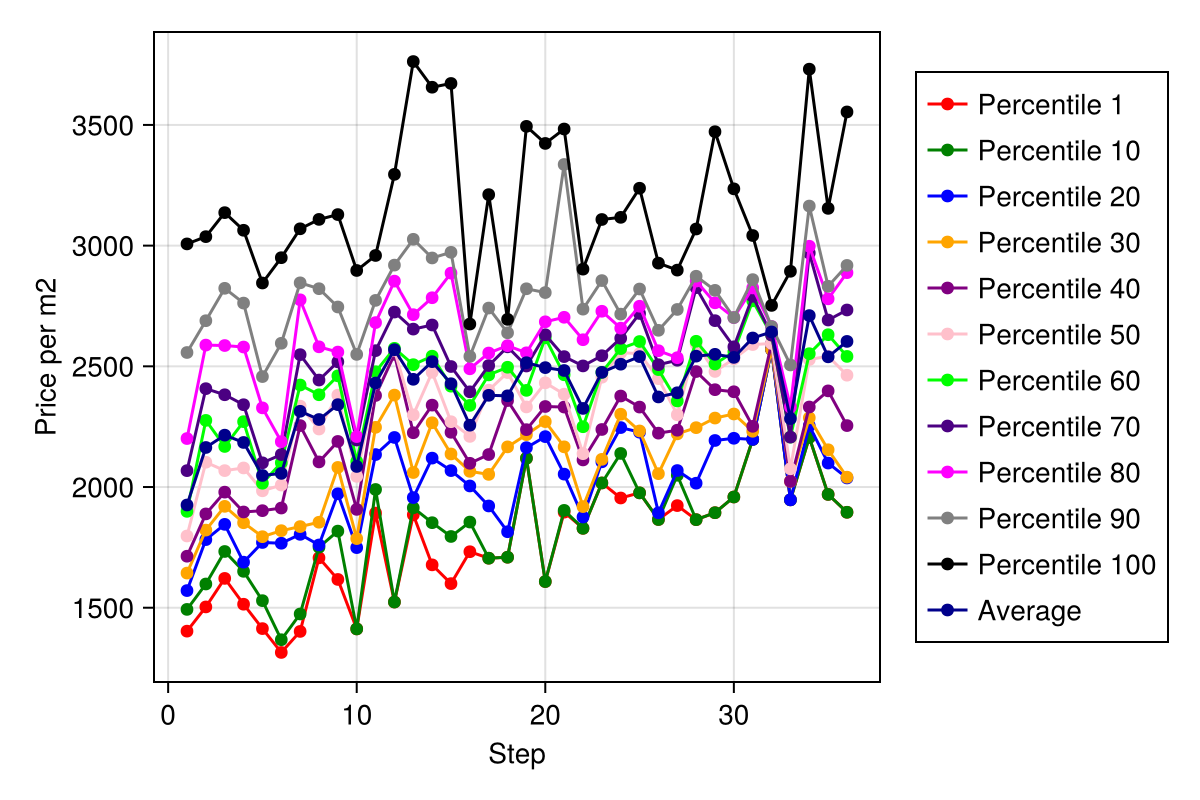 3500
3000
2500
2000
1500
Price per m2
0
10
20
30
Step
Percentile 1
Percentile 10
Percentile 20
Percentile 30
Percentile 40
Percentile 50
Percentile 60
Percentile 70
Percentile 80
Percentile 90
Percentile 100
Average